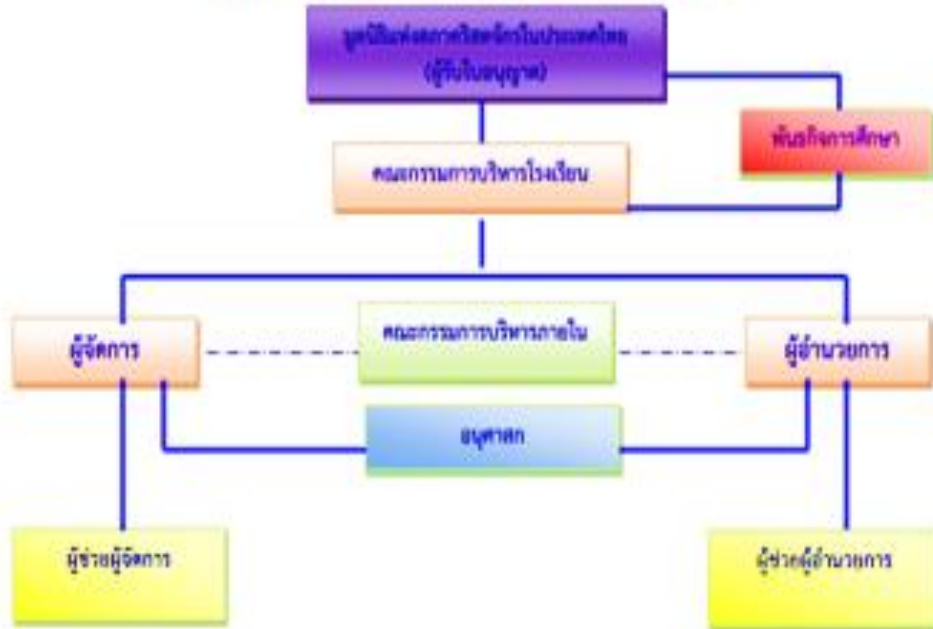 มูลนิธิแห่งสภาคริสตจักรในประเทศไทย
(ผู้รับใบอนุญาต)
พันธกิจการศึกษา
คณะกรรมการบริหารโรงเรียน
ผู้จัดการ
คณะกรรมการบริหารภายใน
ผู้อำนวยการ
อนุศาสก
ผู้ช่วยผู้จัดการ
ผู้ช่วยผู้อำนวยการ